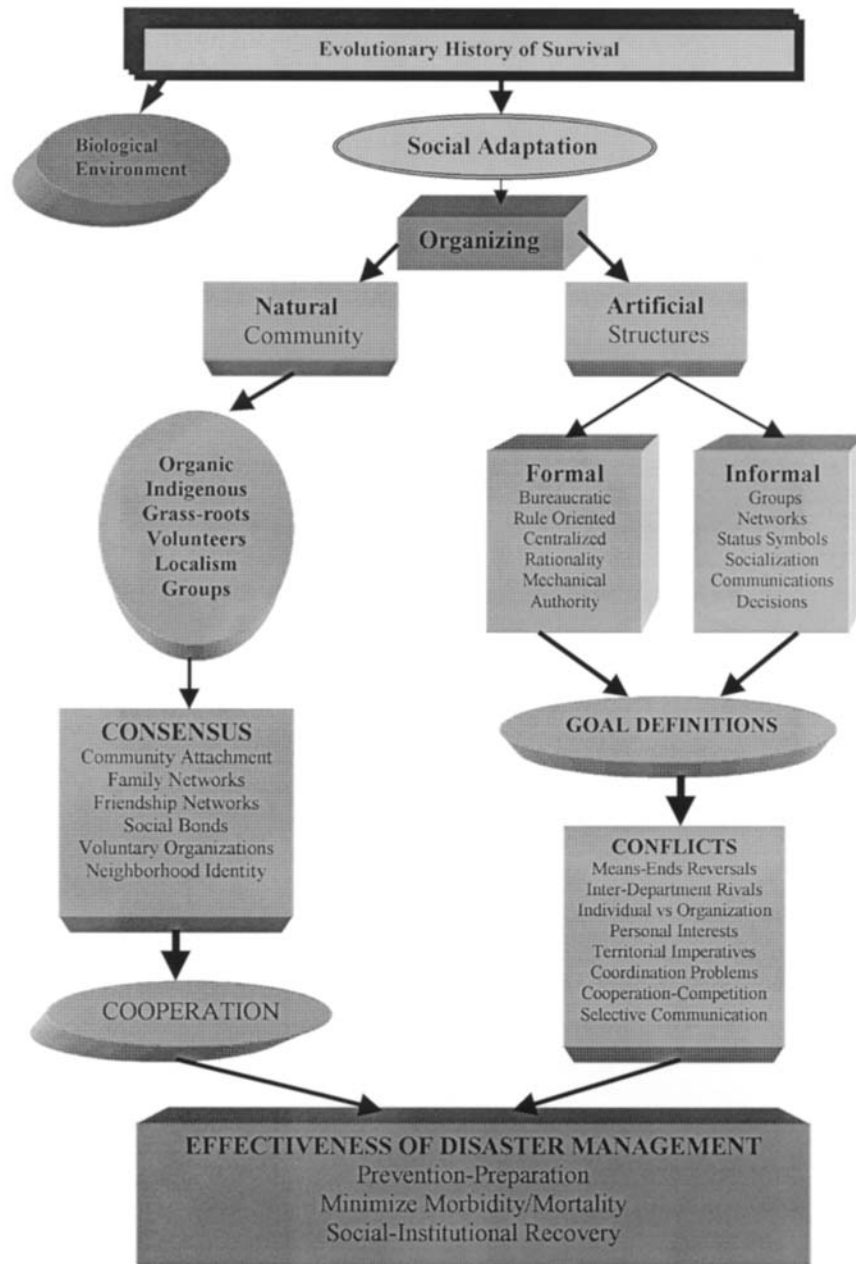 Evolutionary History of Survival
Biological
Environment
Social Adaptation
Organizing
Natural
Community
Artificial
Structures
Organic
Indigenous
Grass-roots
Volunteers
Localism
Groups
Formal
Bureaucratic
Rule Oriented
Centralized
Rationality
Mechanical
Authority
Informal
Groups
Networks
Status Symbols
Socialization
Communications
Decisions
CONSENSUS
Community Attachment
Family Networks
Friendship Networks
Social Bonds
Voluntary Organizations
Neighborhood Identity
GOAL DEFINITIONS
CONFLICTS
Means-Ends Reversals
Inter-Department Rivals
Individual vs Organization
Personal Interests
Territorial Imperatives
Coordination Problems
Cooperation-Competition
Selective Communication
COOPERATION
EFFECTIVENESS OF DISASTER MANAGEMENT
Prevention-Preparation
Minimize Morbidity/Mortality
Social-Institutional Recovery